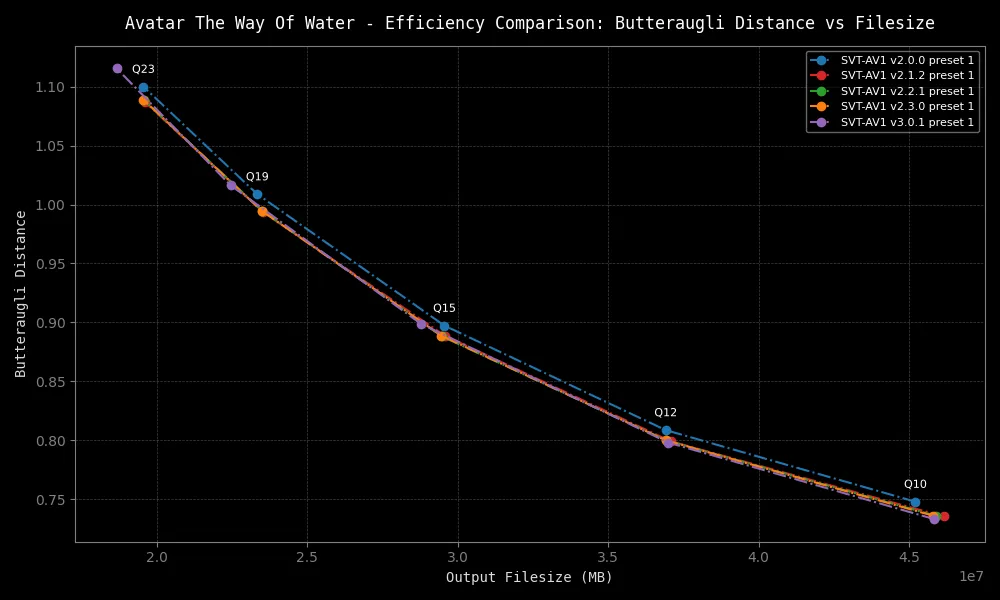 Avatar The Way Of Water - Efficiency Comparison: Butteraugli Distance vs Filesize
SVT-AV1 v2.0.0 preset 1
SVT-AV1 v2.1.2 preset 1
SVT-AV1 v2.2.1 preset 1
SVT-AV1 v2.3.0 preset 1
SVT-AV1 v3.0.1 preset 1
Q23
Q19
Q15
Q12
Q10
Butteraugli Distance
1.10
1.05
1.00
0.95
0.90
0.85
0.80
0.75
2.0
2.5
3.0
3.5
4.0
4.5
1e7
Output Filesize (MB)